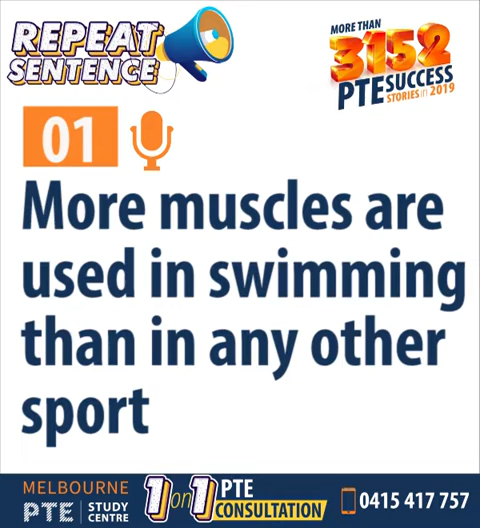 REPEAT
SENTENCE
MORE THAN
3152
PTE SUCCESS
STORIES in 2019
01
More muscles are
used in swimming
than in any other
sport
MELBOURNE
PTE STUDY
CENTRE
1 on 1 PTE
CONSULTATION
0415 417 757